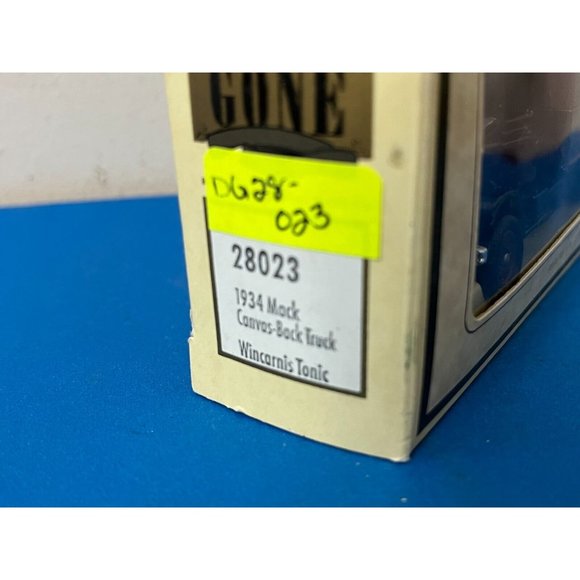 GONE
DG28-
023
28023
1934 Mack
Canvas-Back Truck
Wincarnis Tonic